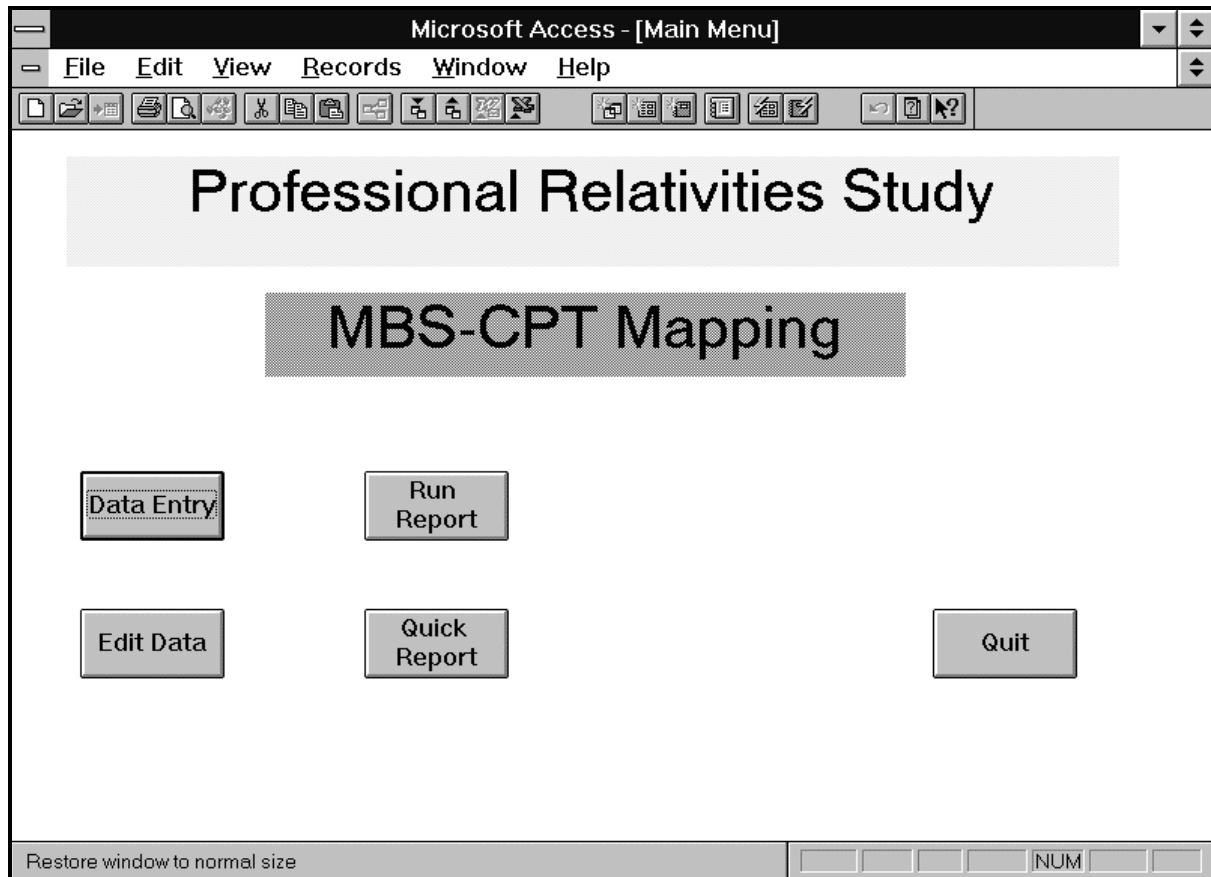 Microsoft Access - [Main Menu]
File Edit View Records Window Help
Professional Relativities Study
MBS-CPT Mapping
Data Entry
Run
Report
Edit Data
Quick
Report
Quit
Restore window to normal size
NUM